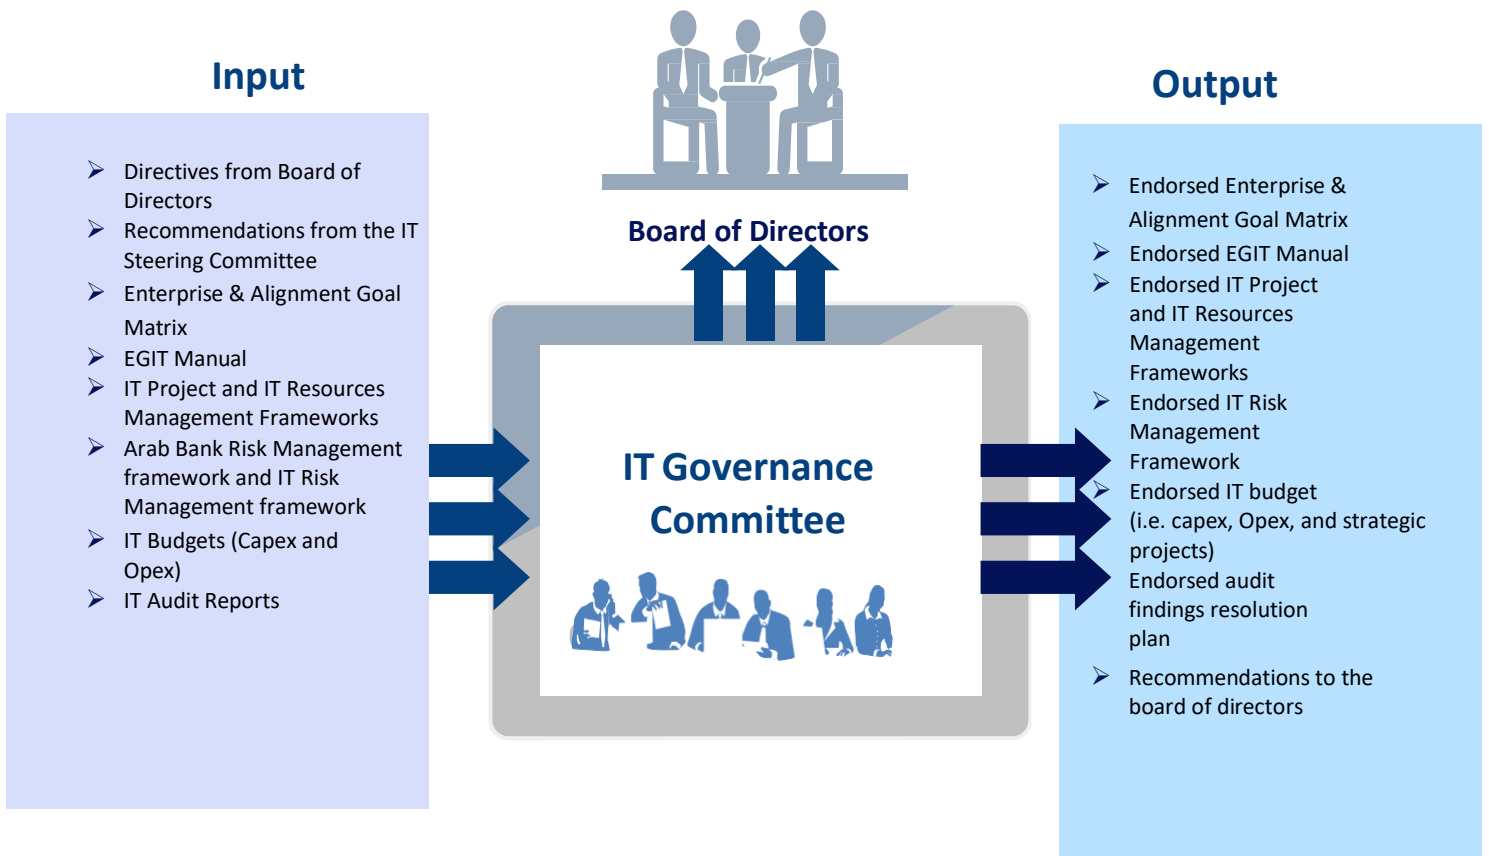 Input
Directives from Board of
Directors
Recommendations from the IT
Steering Committee
Enterprise & Alignment Goal
Matrix
EGIT Manual
IT Project and IT Resources
Management Frameworks
Arab Bank Risk Management
framework and IT Risk
Management framework
IT Budgets (Capex and
Opex)
IT Audit Reports
Board of Directors
IT Governance
Committee
Output
Endorsed Enterprise &
Alignment Goal Matrix
Endorsed EGIT Manual
Endorsed IT Project
and IT Resources
Management
Frameworks
Endorsed IT Risk
Management
Framework
Endorsed IT budget
(i.e. capex, Opex, and strategic
projects)
Endorsed audit
findings resolution
plan
Recommendations to the
board of directors